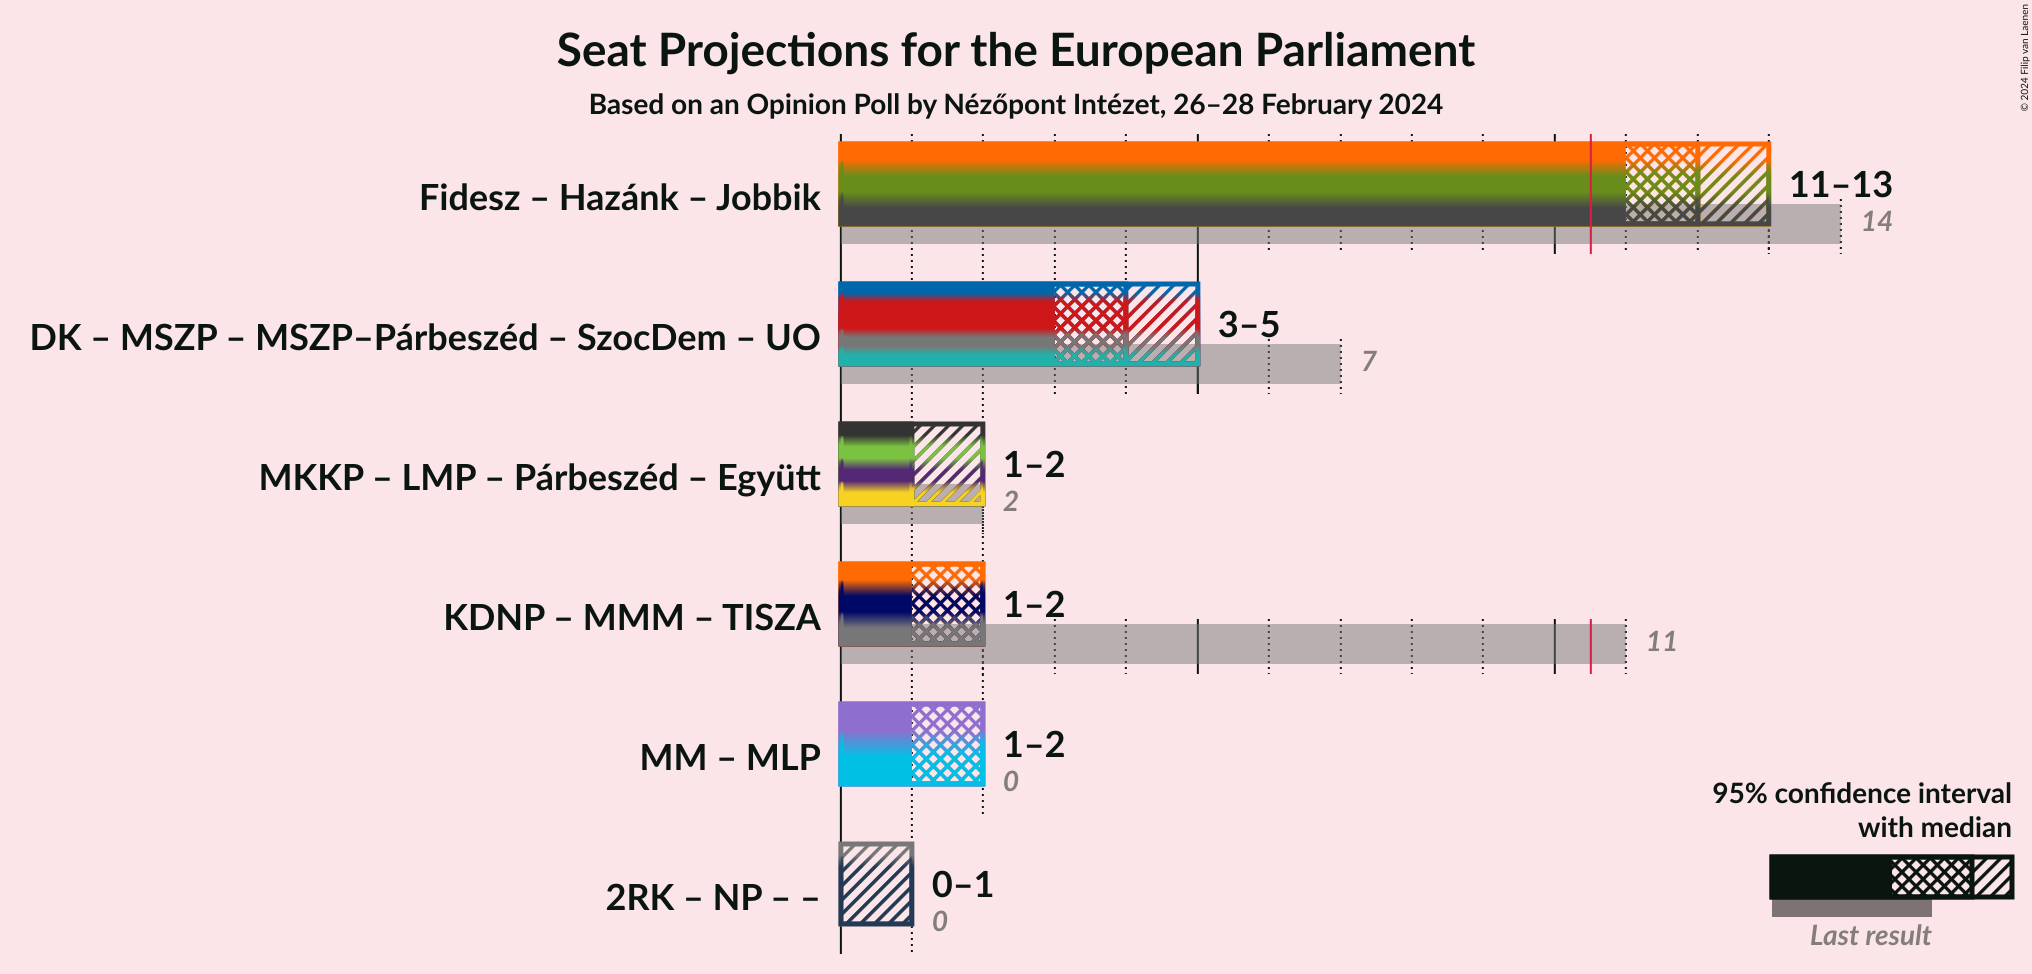 Seat Projections for the European Parliament
Based on an Opinion Poll by Nézőpont Intézet, 26–28 February 2024
© 2024 Filip van Laenen
Fidesz – Hazánk – Jobbik
11–13
14
DK – MSZP – MSZP–Párbeszéd – SzocDem – UO
3–5
7
MKKP – LMP – Párbeszéd – Együtt
1–2
2
KDNP – MMM – TISZA
1–2
11
MM – MLP
1–2
0
2RK – NP – –
0–1
0
95% confidence interval
with median
Last result